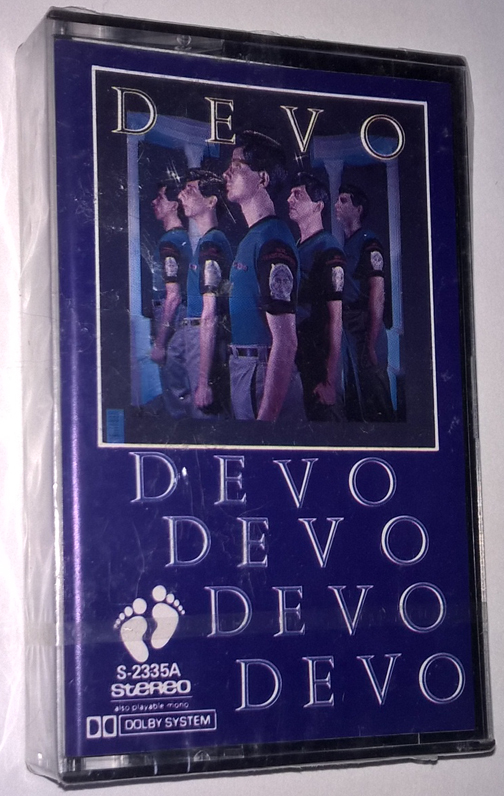 DEVO
DEVO
DEVO
DEVO
DEVO
S-2335A
stereo
also playable mono
DOLBY SYSTEM